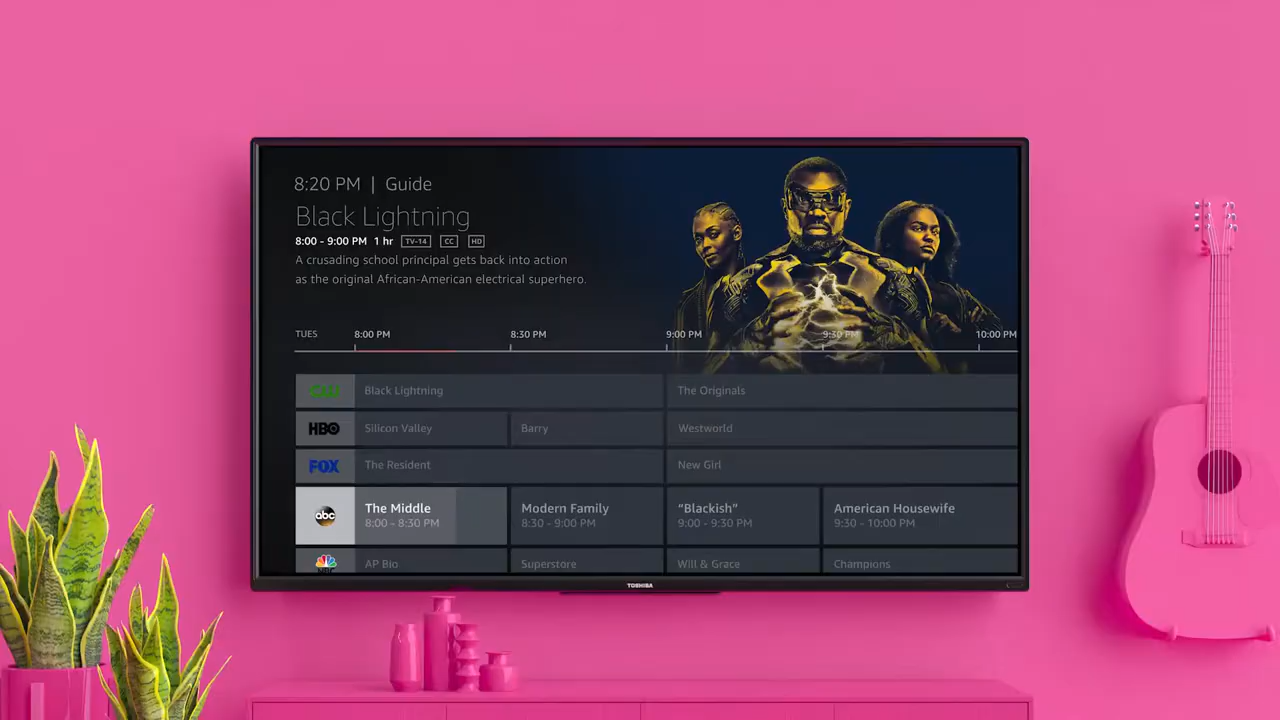 8:20 PM | Guide
Black Lightning
8:00 - 9:00 PM 1 hr TV-14 CC HD
A crusading school principal gets back into action
as the original African-American electrical superhero.
TUES 8:00 PM 8:30 PM 9:00 PM 9:30 PM 10:00 PM
CW Black Lightning The Originals
HBO Silicon Valley Barry Westworld
FOX The Resident New Girl
abc The Middle Modern Family "Blackish" American Housewife
8:00 - 8:30 PM 8:30 - 9:00 PM 9:00 - 9:30 PM 9:30 - 10:00 PM
NBC AP Bio Superstore Will & Grace Champions
TOSHIBA